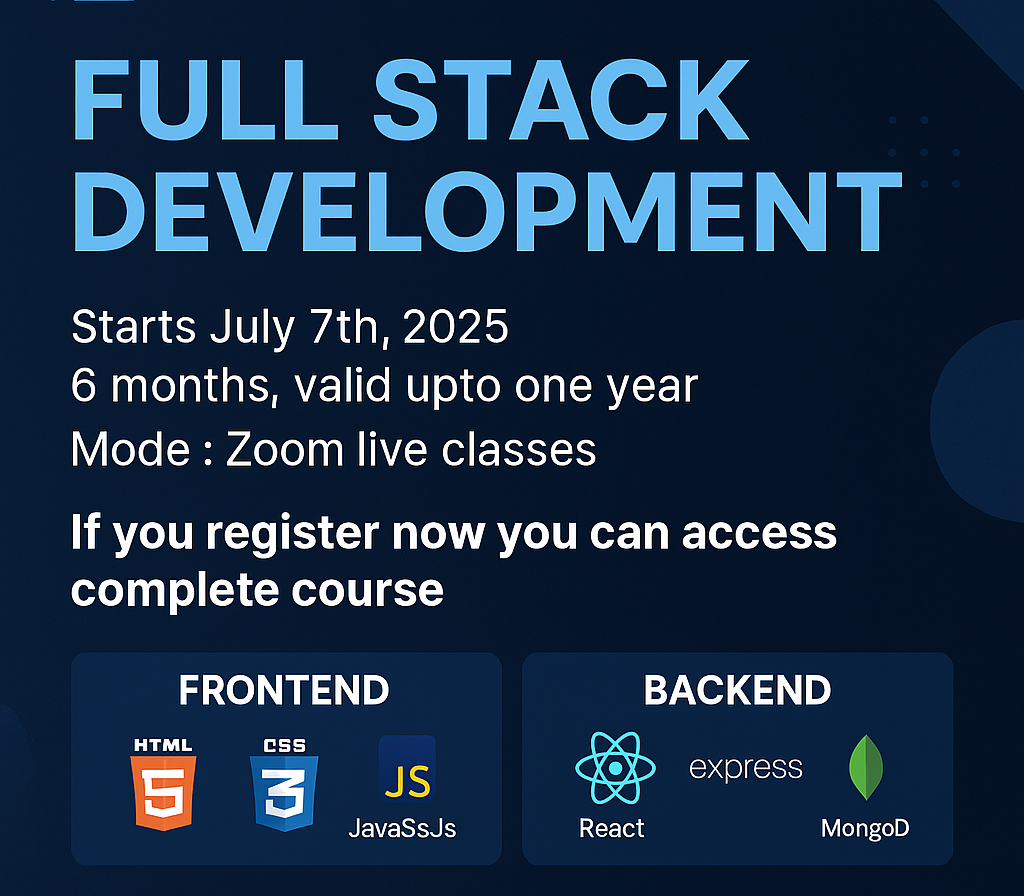 FULL STACK
DEVELOPMENT
Starts July 7th, 2025
6 months, valid upto one year
Mode : Zoom live classes
If you register now you can access
complete course
FRONTEND
HTML
5
CSS
3
JS
JavaSsJs
BACKEND
express
React
MongoD